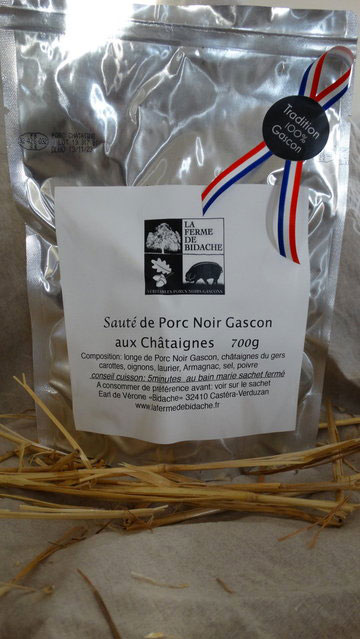 PORC CHATAIGNE
Tradition
100%
Gascon
LA
FERME
DE
BIDACHE
Sauté de Porc Noir Gascon
aux Châtaignes 700g
Composition: longe de Porc Noir Gascon, châtaignes du gers
carottes, oignons, laurier, Armagnac, sel, poivre
conseil cuisson: 5minutes au bain marie sachet fermé
A consommer de préférence avant: voir sur le sachet
Earl de Vérone «Bidache» 32410 Castéra-Verduzan
www.lafermedebidache.fr